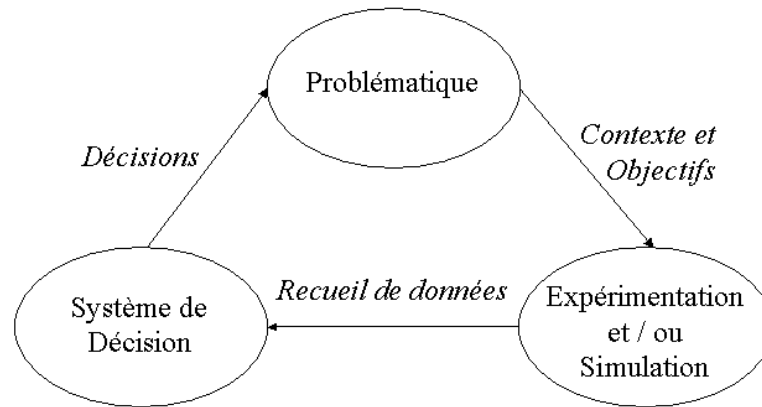 Problématique
Décisions
Contexte et
Objectifs
Recueil de données
Système de
Décision
Expérimentation
et / ou
Simulation